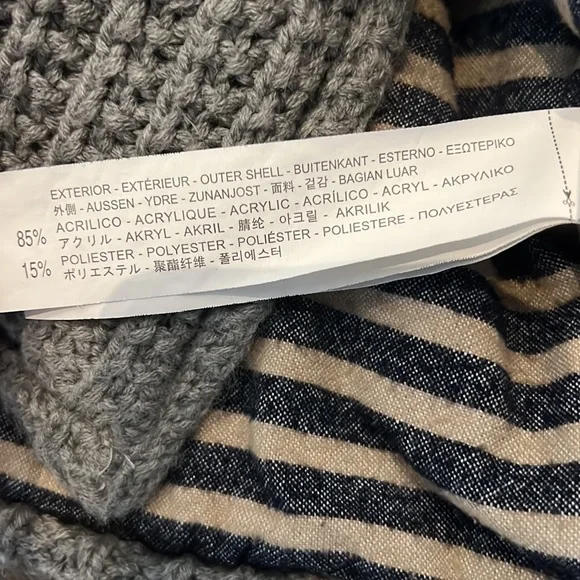 EXTERIOR - EXTÉRIEUR - OUTER SHELL - BUITENKANT - ESTERNO - ΕΞΩΤΕΡΙΚΟ
外側 - AUSSEN - YDRE - ZUNANJOST - 面料 - 겉감 - BAGIAN LUAR
85% ACRILICO - ACRYLIQUE - ACRYLIC - ACRÍLICO - ACRYL - ΑΚΡΥΛΙΚΟ
アクリル - AKRYL - AKRIL - 腈纶 - 아크릴 - AKRILIK
15% POLIESTER - POLYESTER - POLIÉSTER - POLIESTERE - ΠΟΛΥΕΣΤΕΡΑΣ
ポリエステル - 聚酯纤维 - 폴리에스터